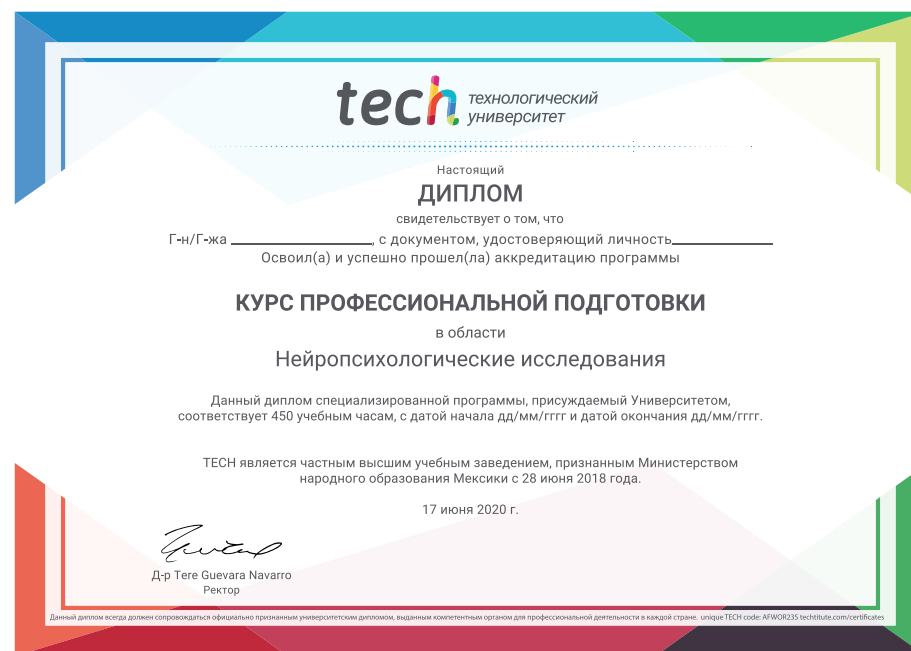 tech технологический
университет
Настоящий
ДИПЛОМ
свидетельствует о том, что
Г-н/Г-жа ____________, с документом, удостоверяющий личность____________
Освоил(а) и успешно прошел(ла) аккредитацию программы
КУРС ПРОФЕССИОНАЛЬНОЙ ПОДГОТОВКИ
в области
Нейропсихологические исследования
Данный диплом специализированной программы, присуждаемый Университетом,
соответствует 450 учебным часам, с датой начала дд/мм/гггг и датой окончания дд/мм/гггг.
TECH является частным высшим учебным заведением, признанным Министерством
народного образования Мексики с 28 июня 2018 года.
17 июня 2020 г.
Д-р Tere Guevara Navarro
Ректор
Данный диплом всегда должен сопровождаться официально признанным университетским дипломом, выданным компетентным органом для профессиональной деятельности в каждой стране. unique TECH code: AFWOR23S techtitute.com/certificates